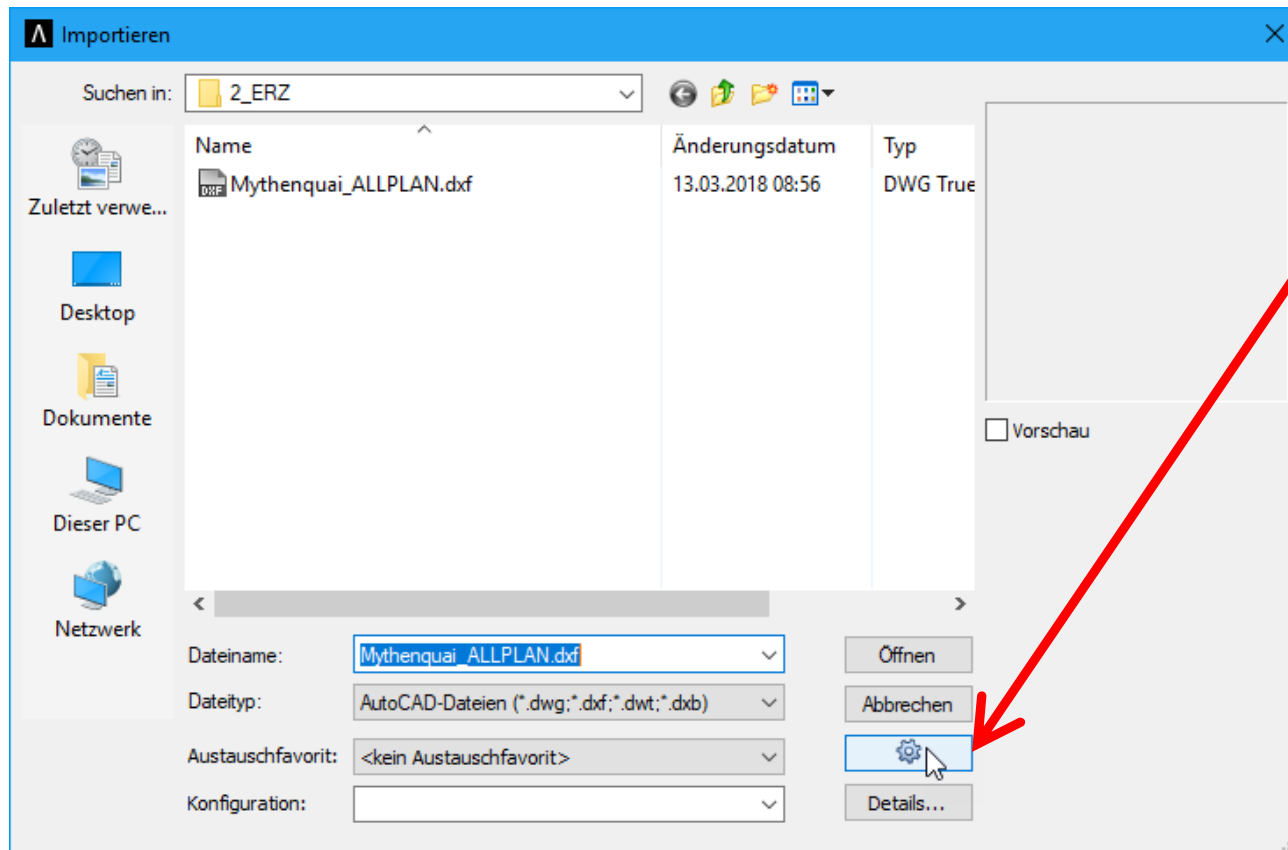 Importieren
Suchen in: 2_ERZ
Name Änderungsdatum Typ
DXF Mythenquai_ALLPLAN.dxf 13.03.2018 08:56 DWG True
Zuletzt verwe...
Desktop
Dokumente
Vorschau
Dieser PC
Netzwerk
Dateiname: Mythenquai_ALLPLAN.dxf Öffnen
Dateityp: AutoCAD-Dateien (*.dwg;*.dxf;*.dwt;*.dxb) Abbrechen
Austauschfavorit: <kein Austauschfavorit>
Konfiguration: Details...